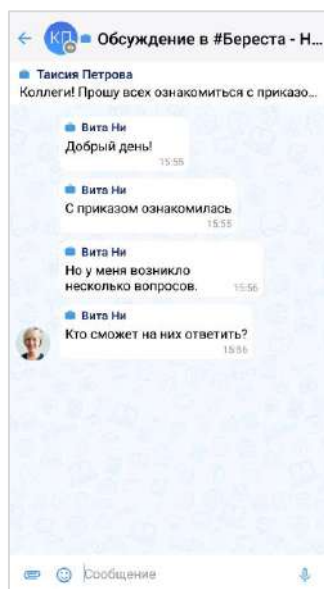 КП Обсуждение в #Береста - Н...
Таисия Петрова
Коллеги! Прошу всех ознакомиться с приказо...
Вита Ни
Добрый день!
15:55
Вита Ни
С приказом ознакомилась
15:55
Вита Ни
Но у меня возникло
несколько вопросов.
15:56
Вита Ни
Кто сможет на них ответить?
15:56
Сообщение